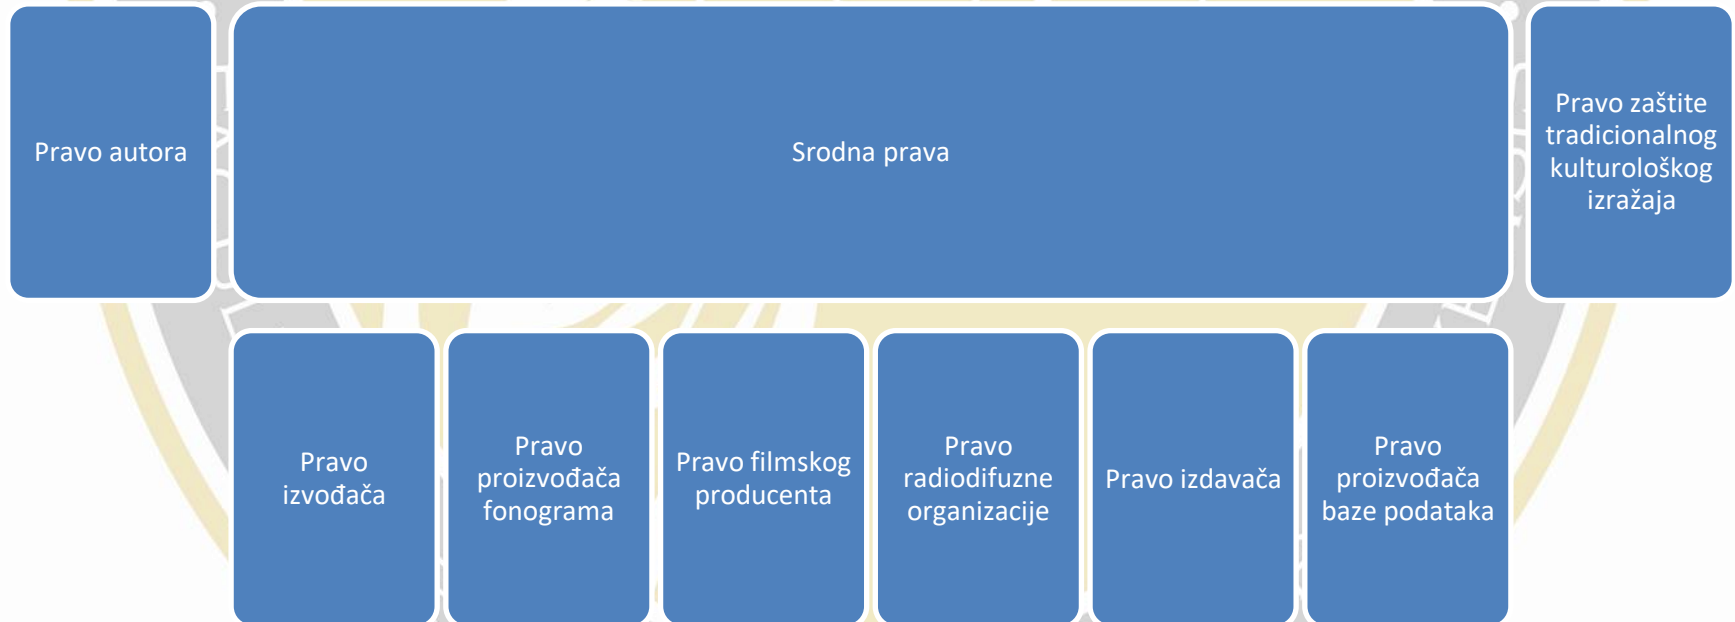 Pravo autora
Srodna prava
Pravo zaštite
tradicionalnog
kulturološkog
izražaja
Pravo
izvođača
Pravo
proizvođača
fonograma
Pravo filmskog
producenta
Pravo
radiodifuzne
organizacije
Pravo izdavača
Pravo
proizvođača
baze podataka